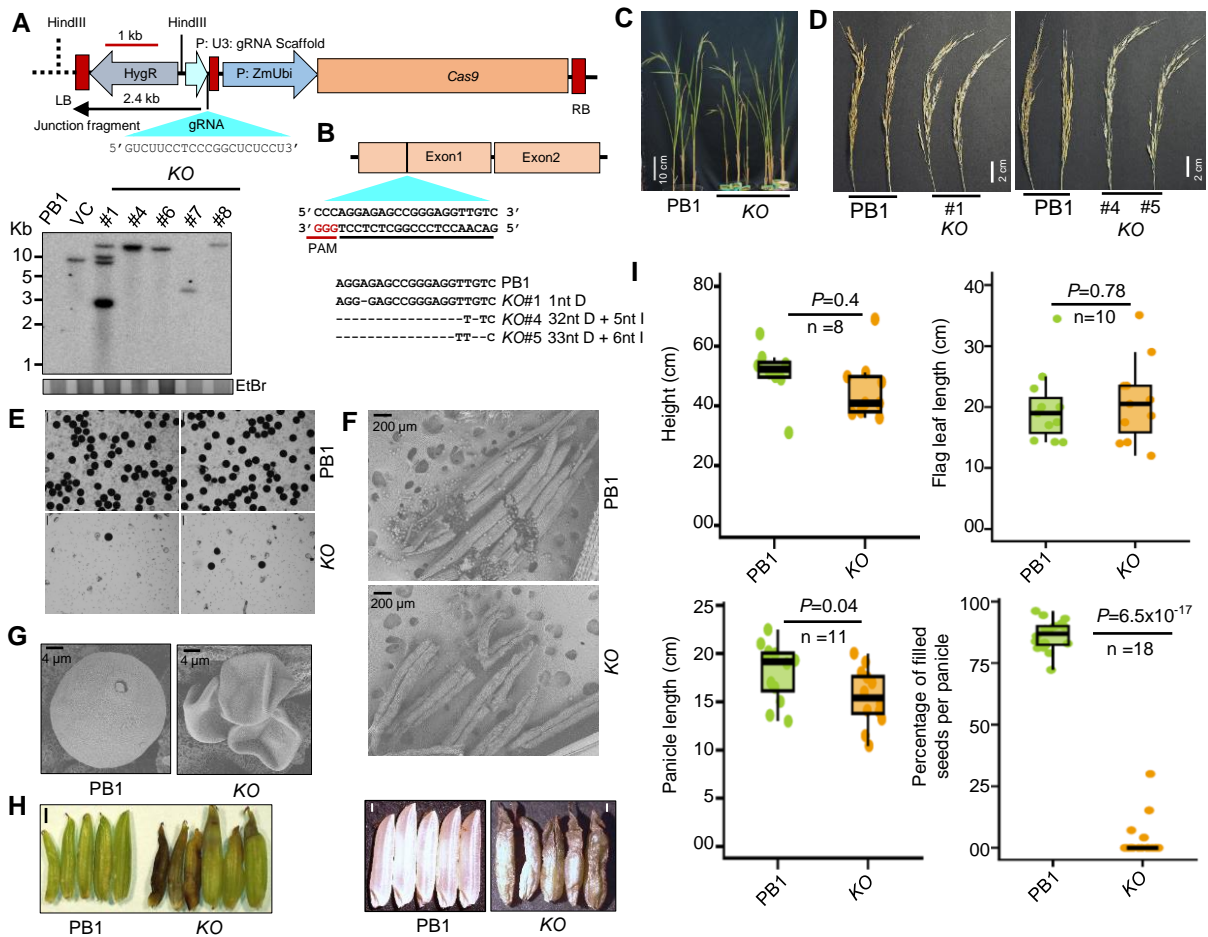 A
HindIII HindIII
1 kb
P: U3: gRNA Scaffold
HygR
P: ZmUbi
Cas9
LB
2.4 kb
RB
Junction fragment
gRNA
5’GUCUUCCUCCCGGCUCUCCU3’
KO
PB1 VC #1 #4 #6 #7 #8
Kb
10
5
3
2
1
EtBr
B
Exon1 Exon2
5’ CCCAGGAGAGCCGGGAGGTTGTC 3’
3’GGGTCCTCTCGGCCCTCCAACAG 5’
PAM
AGGAGAGCCGGGAGGTTGTC PB1
AGG-GAGCCGGGAGGTTGTC KO#1 1nt D
----------------T-TC KO#4 32nt D + 5nt I
---------------TT--C KO#5 33nt D + 6nt I
C
10 cm
PB1 KO
D
2 cm
PB1 #1
KO
2 cm
PB1 #4 #5
KO
E
PB1
KO
F
200 µm
PB1
200 µm
KO
G
4 µm
4 µm
PB1 KO
H
PB1 KO
PB1 KO
I
Height (cm)
80
60
40
20
00
P=0.4
n =8
PB1 KO
Flag leaf length (cm)
40
30
20
10
00
P=0.78
n=10
PB1 KO
Panicle length (cm)
25
20
15
10
05
00
P=0.04
n =11
PB1 KO
Percentage of filled
seeds per panicle
100
75
50
25
00
P=6.5x10-17
n =18
PB1 KO